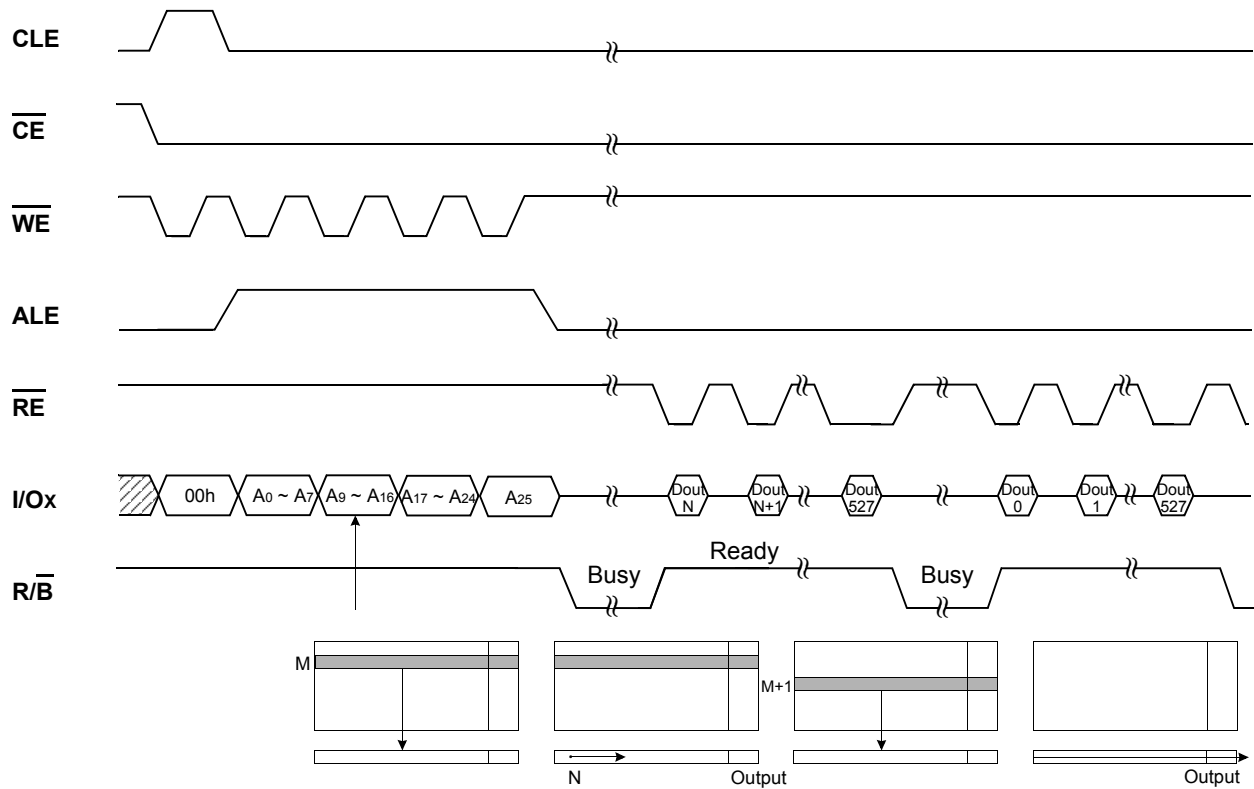 CLE
CE
WE
ALE
RE
I/Ox
00h
A0 ~ A7
A9 ~ A16
A17 ~ A24
A25
Dout
N
Dout
N+1
Dout
527
Dout
0
Dout
1
Dout
527
R/B
Busy
Ready
Busy
M
M+1
N
Output
Output